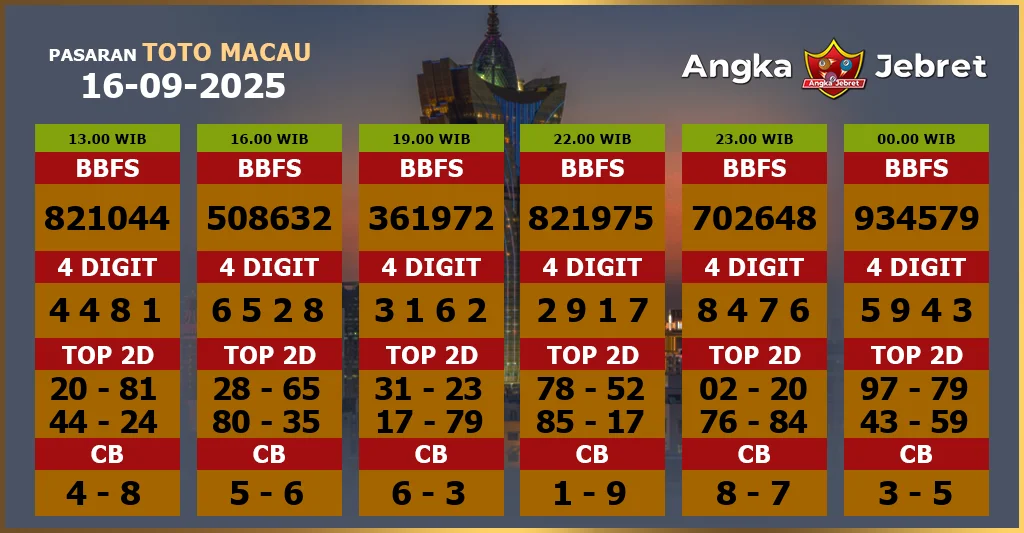 PASARAN TOTO MACAU
16-09-2025
Angka Jebret
Angka Jebret
13.00 WIB
BBFS
821044
4 DIGIT
4 4 8 1
TOP 2D
20 - 81
44 - 24
CB
4 - 8
16.00 WIB
BBFS
508632
4 DIGIT
6 5 2 8
TOP 2D
28 - 65
80 - 35
CB
5 - 6
19.00 WIB
BBFS
361972
4 DIGIT
3 1 6 2
TOP 2D
31 - 23
17 - 79
CB
6 - 3
22.00 WIB
BBFS
821975
4 DIGIT
2 9 1 7
TOP 2D
78 - 52
85 - 17
CB
1 - 9
23.00 WIB
BBFS
702648
4 DIGIT
8 4 7 6
TOP 2D
02 - 20
76 - 84
CB
8 - 7
00.00 WIB
BBFS
934579
4 DIGIT
5 9 4 3
TOP 2D
97 - 79
43 - 59
CB
3 - 5